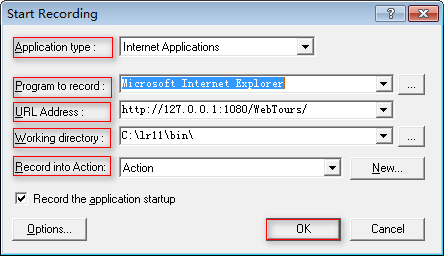 Start Recording
Application type : Internet Applications
Program to record : Microsoft Internet Explorer ...
URL Address : http://127.0.0.1:1080/WebTours/
Working directory : C:\lr11\bin\ ...
Record into Action: Action New...
Record the application startup
Options... OK Cancel